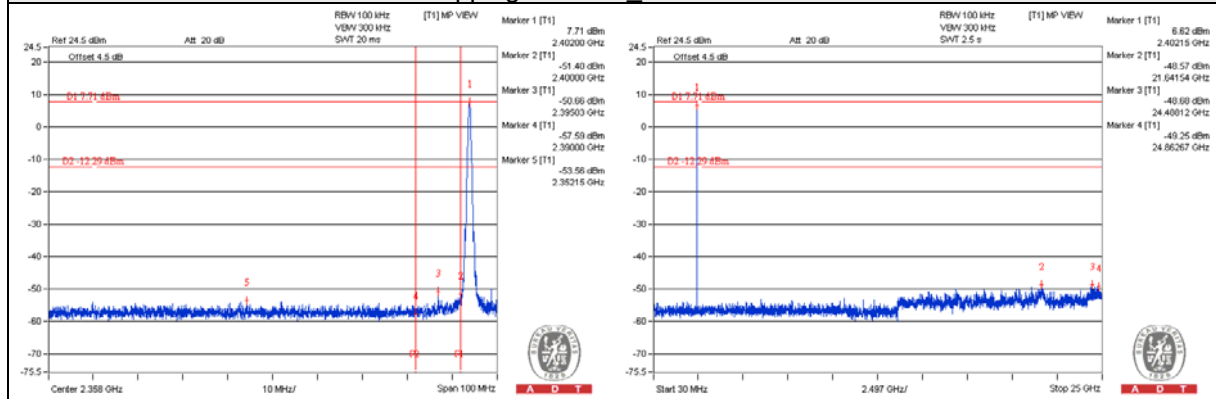 RBW 100 kHz [T1] MP VIEW
VBW 300 kHz
Ref 24.5 dBm Att 20 dB SWT 20 ms
24.5
Offset 4.5 dB
20
10
0
-10
-20
-30
-40
-50
-60
-70
-75.5
D1 7.71 dBm
D2 -12.29 dBm
1
2
3
4
5
Center 2.358 GHz 10 MHz/ Span 100 MHz
Marker 1 [T1]
7.71 dBm
2.40200 GHz
Marker 2 [T1]
-51.40 dBm
2.40000 GHz
Marker 3 [T1]
-50.66 dBm
2.39503 GHz
Marker 4 [T1]
-57.59 dBm
2.39000 GHz
Marker 5 [T1]
-53.56 dBm
2.35215 GHz
BUREAU VERITAS
1828
A D T
RBW 100 kHz [T1] MP VIEW
VBW 300 kHz
Ref 24.5 dBm Att 20 dB SWT 2.5 s
24.5
Offset 4.5 dB
20
10
0
-10
-20
-30
-40
-50
-60
-70
-75.5
D1 7.71 dBm
D2 -12.29 dBm
1
2
3
4
Start 30 MHz 2.497 GHz/ Stop 25 GHz
Marker 1 [T1]
6.62 dBm
2.40215 GHz
Marker 2 [T1]
-48.57 dBm
21.64154 GHz
Marker 3 [T1]
-48.68 dBm
24.48812 GHz
Marker 4 [T1]
-49.25 dBm
24.86267 GHz
BUREAU VERITAS
1828
A D T